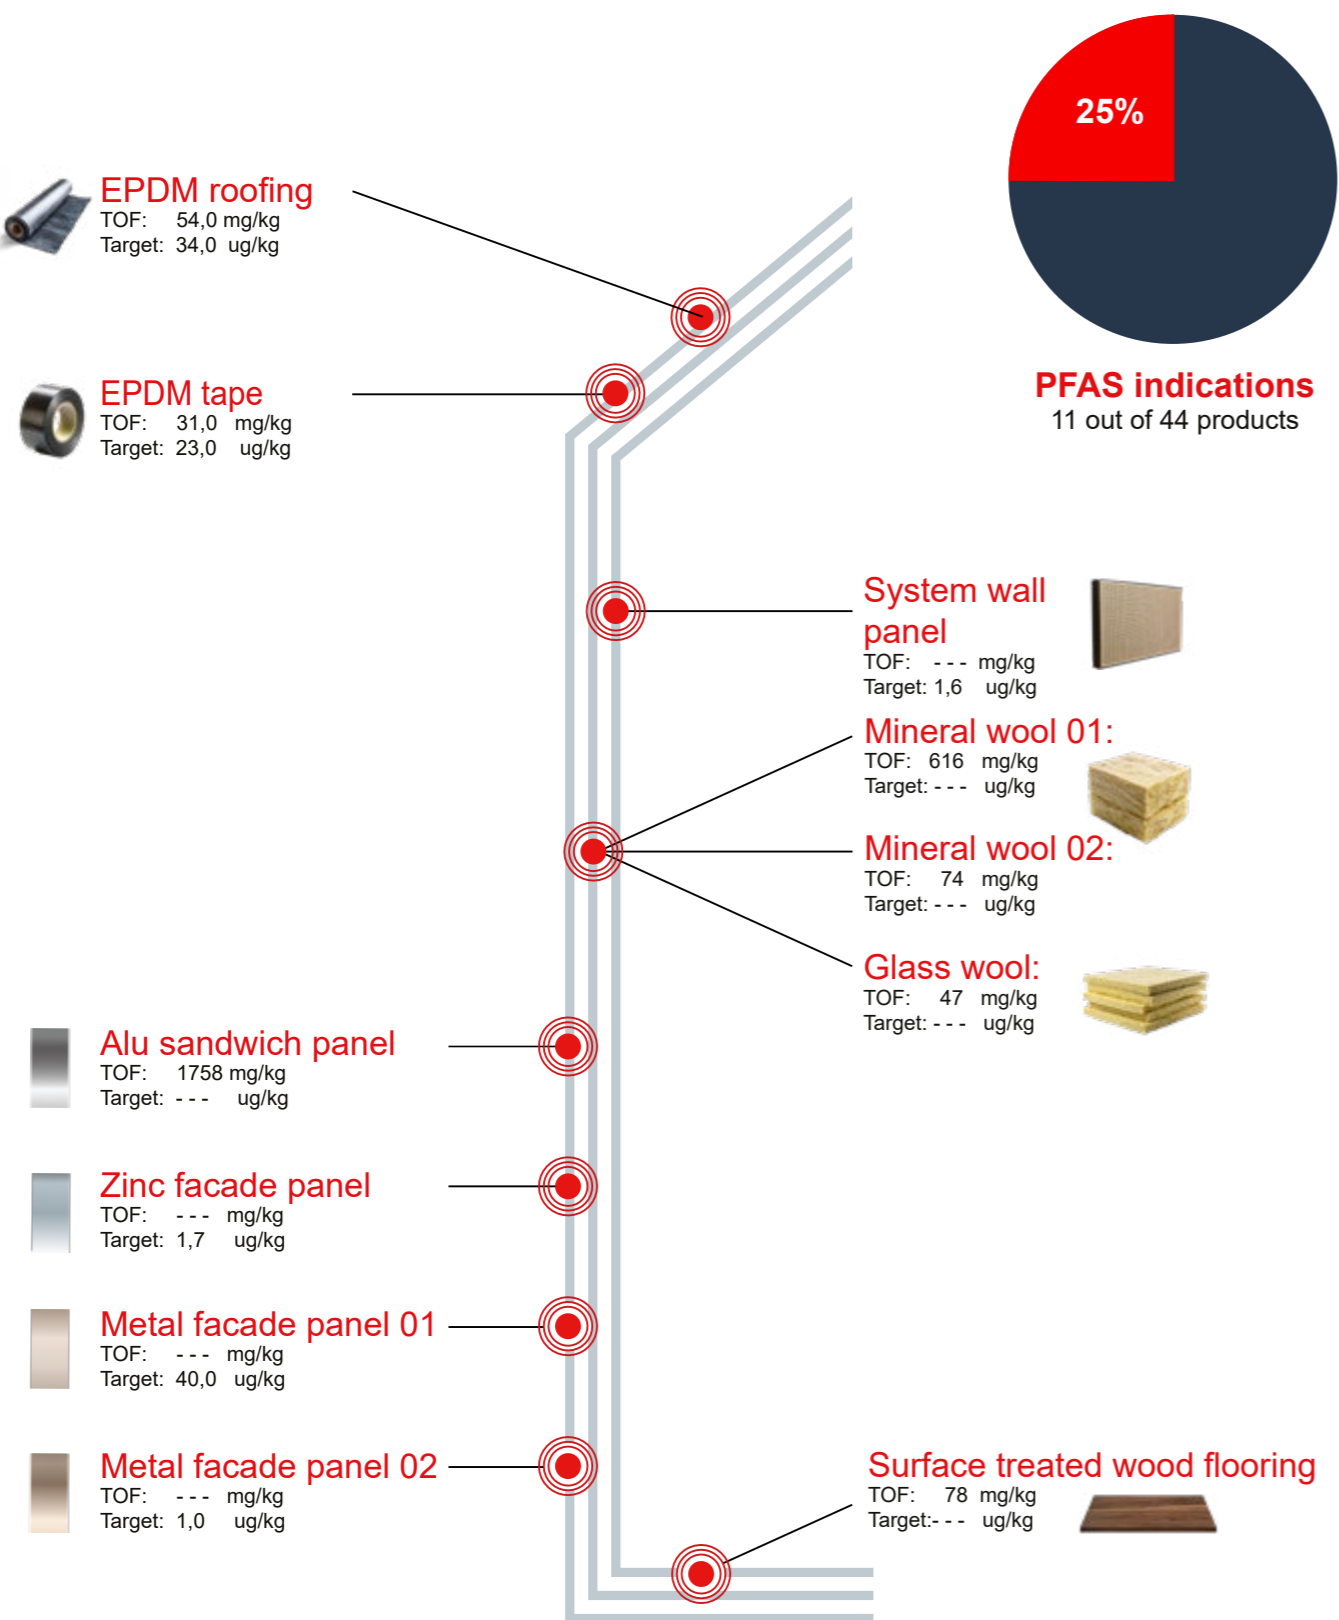 25%
PFAS indications
11 out of 44 products
EPDM roofing
TOF: 54,0 mg/kg
Target: 34,0 ug/kg
EPDM tape
TOF: 31,0 mg/kg
Target: 23,0 ug/kg
System wall
panel
TOF: - - - mg/kg
Target: 1,6 ug/kg
Mineral wool 01:
TOF: 616 mg/kg
Target: - - - ug/kg
Mineral wool 02:
TOF: 74 mg/kg
Target: - - - ug/kg
Glass wool:
TOF: 47 mg/kg
Target: - - - ug/kg
Alu sandwich panel
TOF: 1758 mg/kg
Target: - - - ug/kg
Zinc facade panel
TOF: - - - mg/kg
Target: 1,7 ug/kg
Metal facade panel 01
TOF: - - - mg/kg
Target: 40,0 ug/kg
Metal facade panel 02
TOF: - - - mg/kg
Target: 1,0 ug/kg
Surface treated wood flooring
TOF: 78 mg/kg
Target:- - - ug/kg